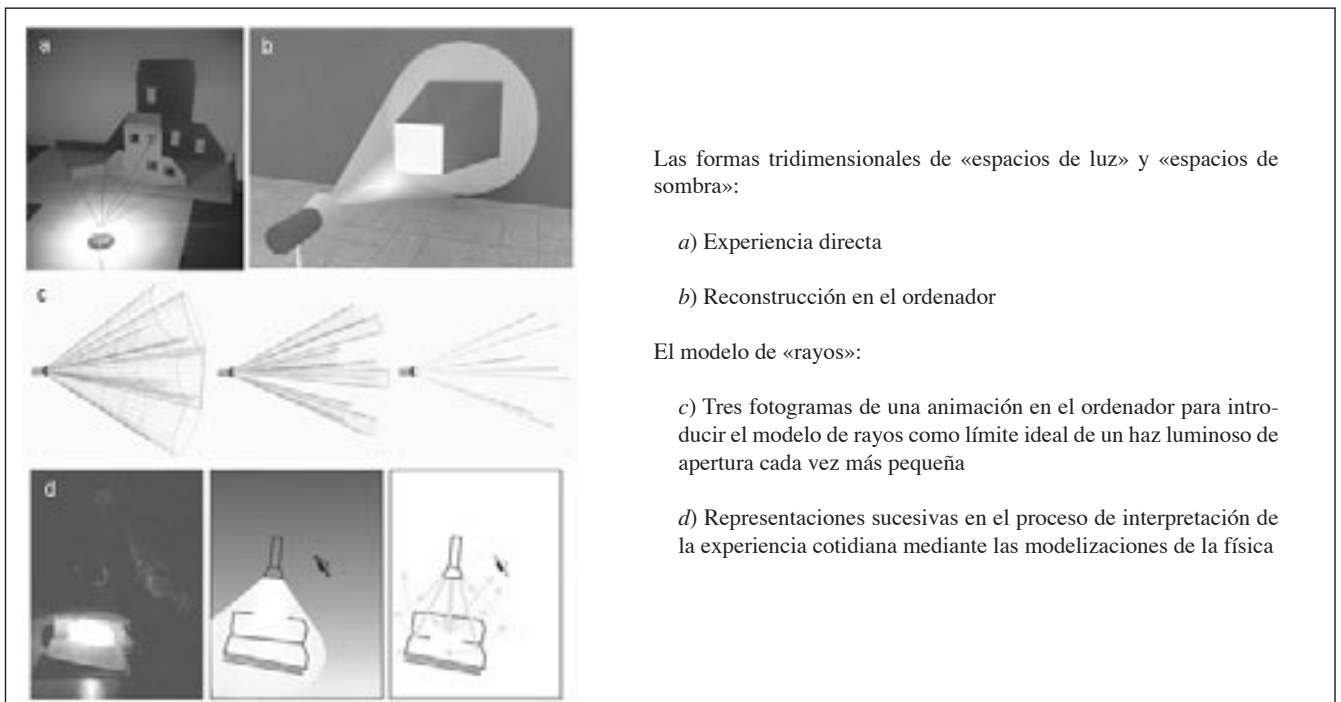 a
b
c
d
Las formas tridimensionales de «espacios de luz» y «espacios de
sombra»:
a) Experiencia directa
b) Reconstrucción en el ordenador
El modelo de «rayos»:
c) Tres fotogramas de una animación en el ordenador para intro-
ducir el modelo de rayos como límite ideal de un haz luminoso de
apertura cada vez más pequeña
d) Representaciones sucesivas en el proceso de interpretación de
la experiencia cotidiana mediante las modelizaciones de la física